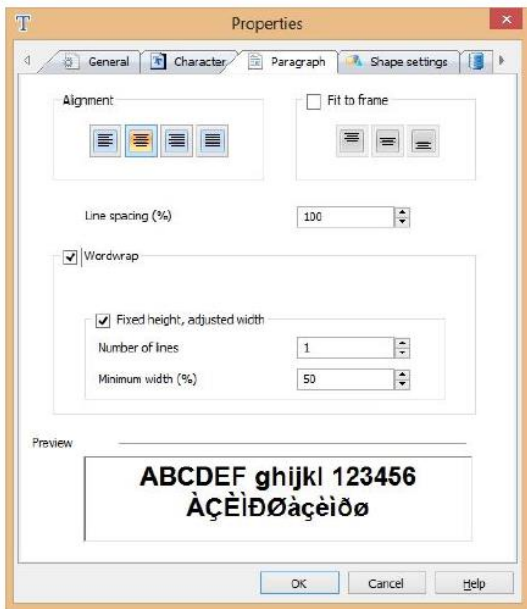 Properties
General Character Paragraph Shape settings
Alignment
Fit to frame
Line spacing (%) 100
Wordwrap
Fixed height, adjusted width
Number of lines 1
Minimum width (%) 50
Preview
ABCDEF ghijkl 123456
ÀÇÈÌÐØàçèìðø
OK Cancel Help